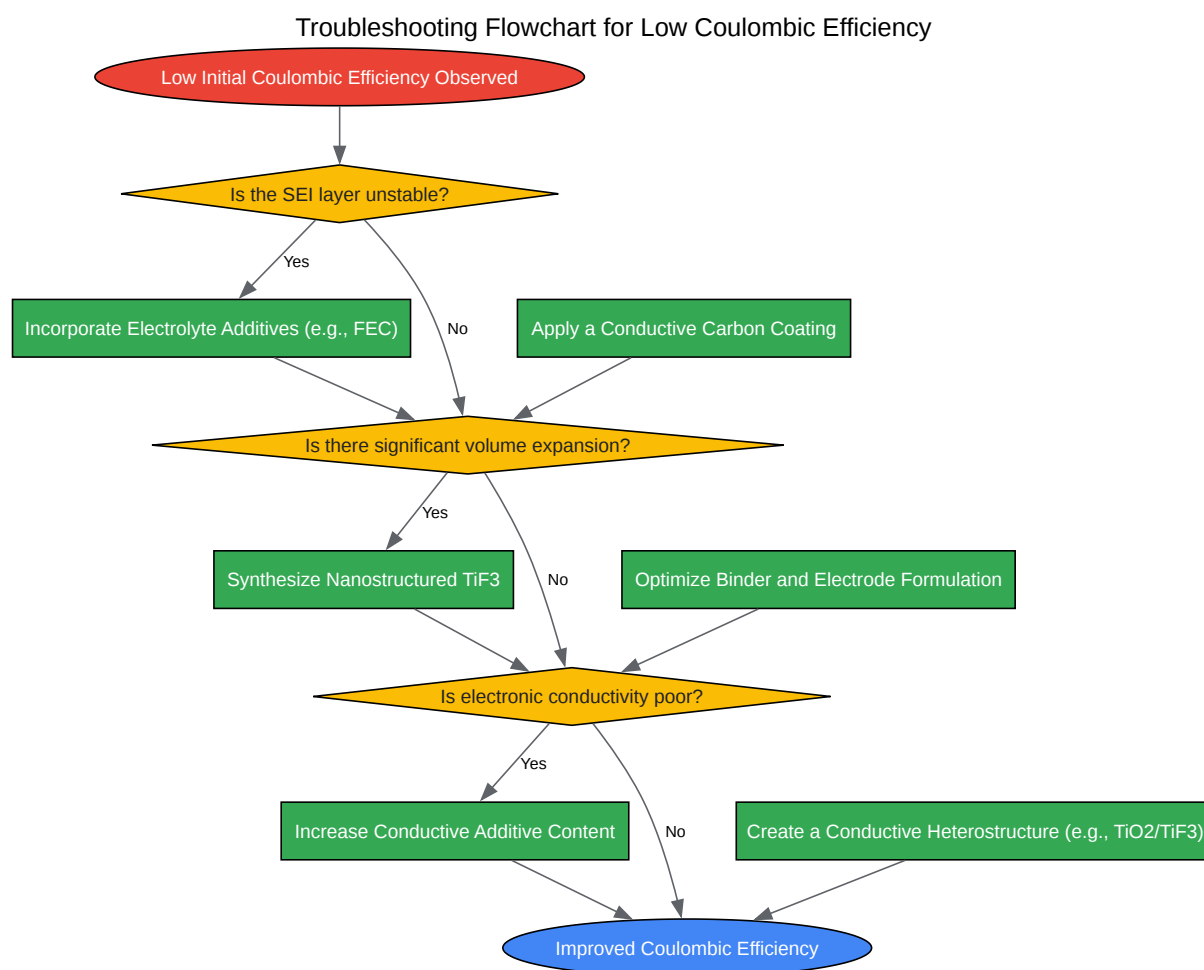 Troubleshooting Flowchart for Low Coulombic Efficiency
Low Initial Coulombic Efficiency Observed
Is the SEI layer unstable?
Yes
Incorporate Electrolyte Additives (e.g., FEC)
No
Apply a Conductive Carbon Coating
Is there significant volume expansion?
Yes
Synthesize Nanostructured TiF3
No
Optimize Binder and Electrode Formulation
Is electronic conductivity poor?
Yes
Increase Conductive Additive Content
No
Create a Conductive Heterostructure (e.g., TiO2/TiF3)
Improved Coulombic Efficiency